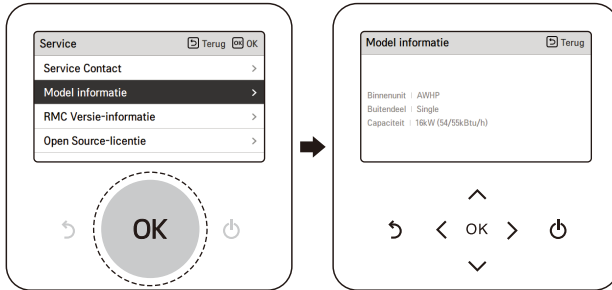 Service Terug OK OK
Service Contact
Model informatie
RMC Versie-informatie
Open Source-licentie
OK
Model informatie Terug
Binnenunit | AWHP
Buitendeel | Single
Capaciteit | 16kW (54/55kBtu/h)
OK